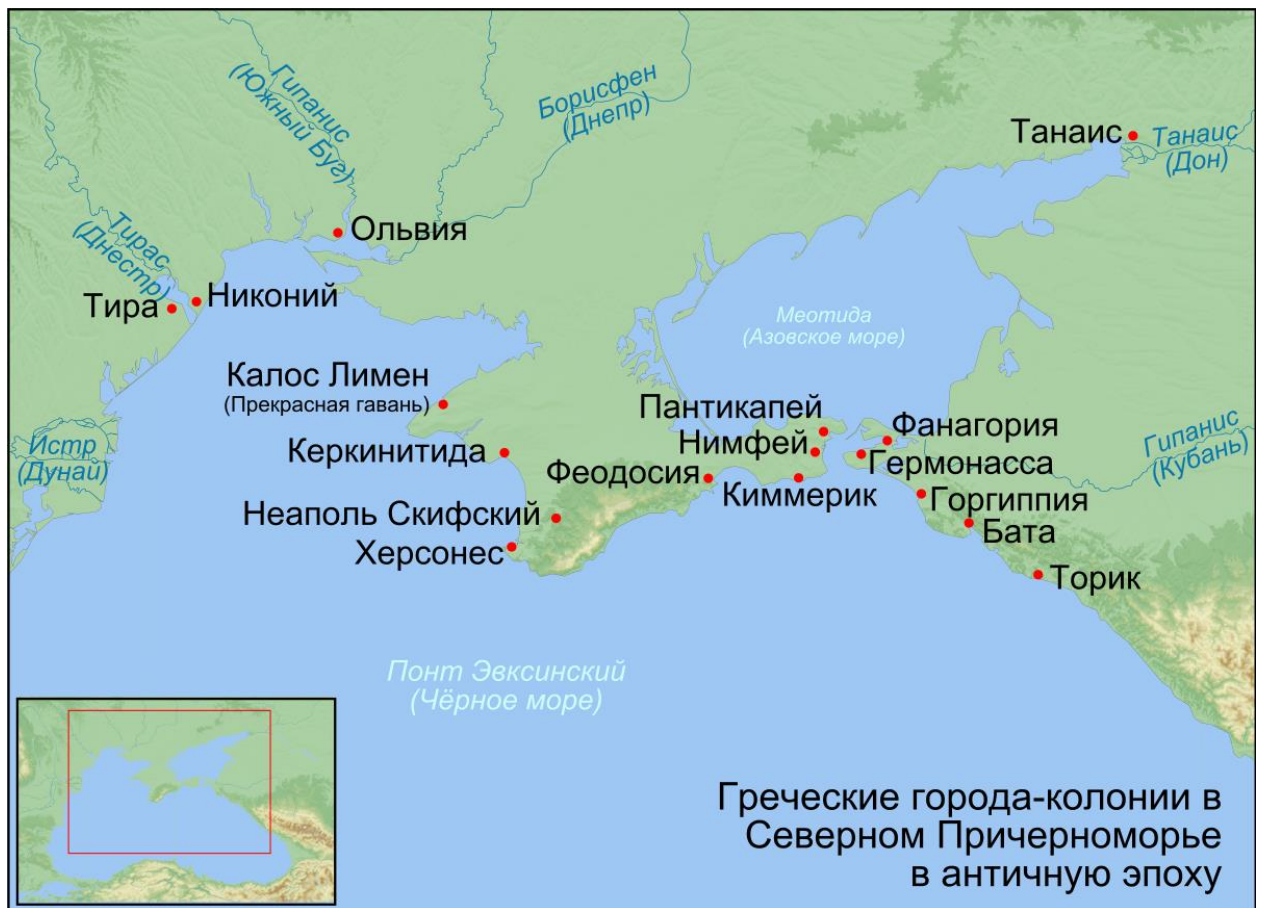 Гипанис
(Южный Буг)
Борисфен
(Днепр)
Танаис
Танаис
(Дон)
Тирас
(Днестр)
Ольвия
Никоний
Тира
Меотида
(Азовское море)
Калос Лимен
(Прекрасная гавань)
Пантикапей
Фанагория
Истр
(Дунай)
Керкинитида
Нимфей
Гермонасса
Гипанис
(Кубань)
Феодосия
Киммерик
Горгиппия
Неаполь Скифский
Бата
Херсонес
Торик
Понт Эвксинский
(Чёрное море)
Греческие города-колонии в
Северном Причерноморье
в античную эпоху